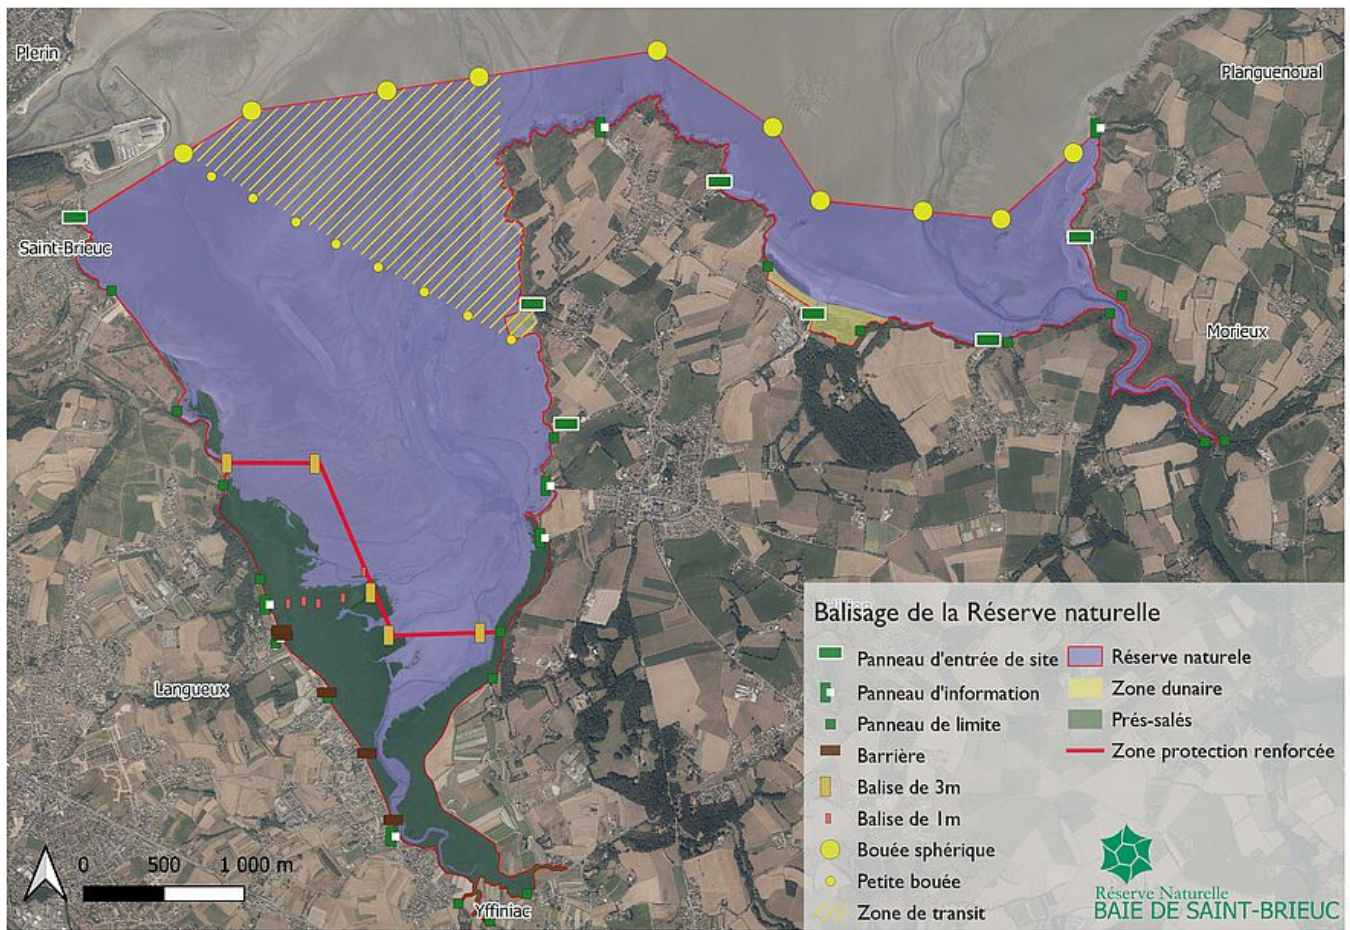 Plerin
Planguenoual
Saint-Brieuc
Morieux
Langueux
Yffiniac
0 500 1 000 m
Balisage de la Réserve naturelle
Panneau d'entrée de site
Panneau d'information
Panneau de limite
Barrière
Balise de 3m
Balise de 1m
Bouée sphérique
Petite bouée
Zone de transit
Réserve naturele
Zone dunaire
Prés-salés
Zone protection renforcée
Réserve Naturelle
BAIE DE SAINT-BRIEUC